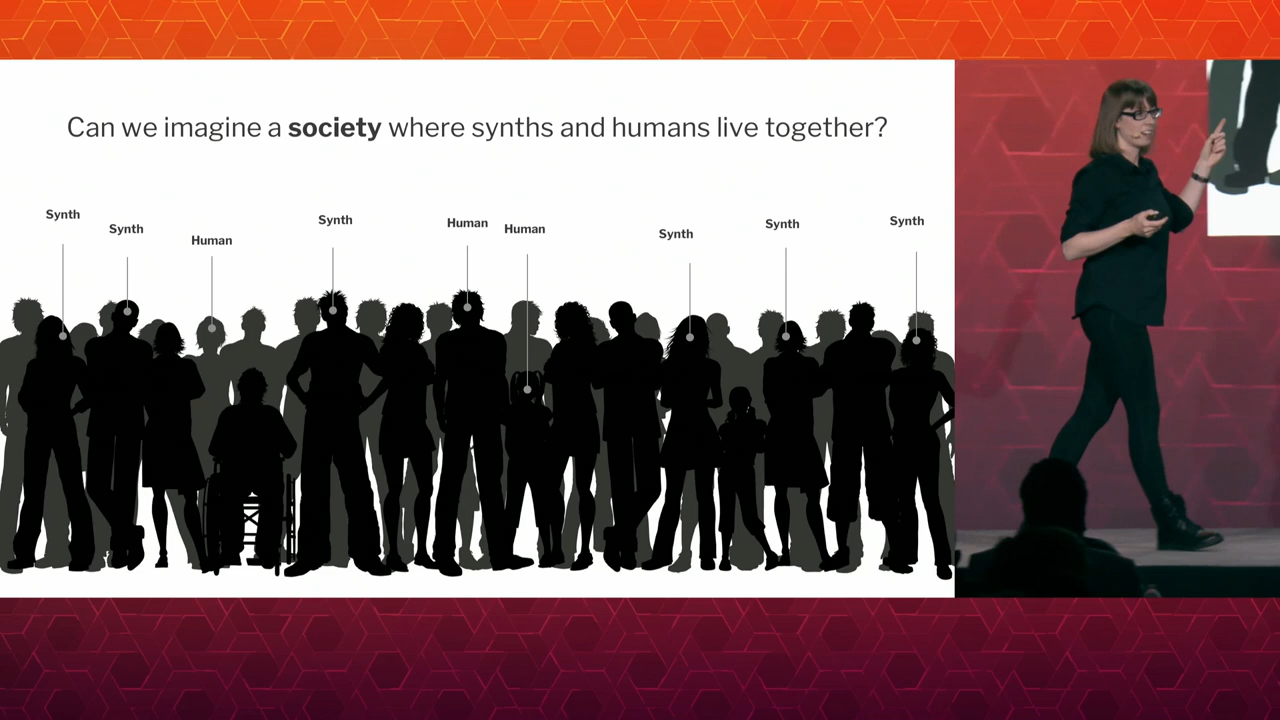 Can we imagine a society where synths and humans live together?
Synth
Synth
Human
Synth
Human
Human
Synth
Synth
Synth